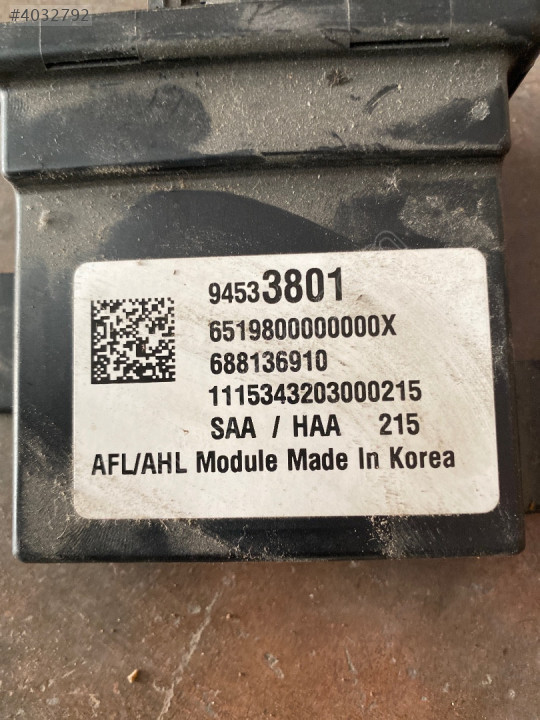 #4032792
94533801
6519800000000X
688136910
1115343203000215
SAA / HAA 215
AFL/AHL Module Made In Korea